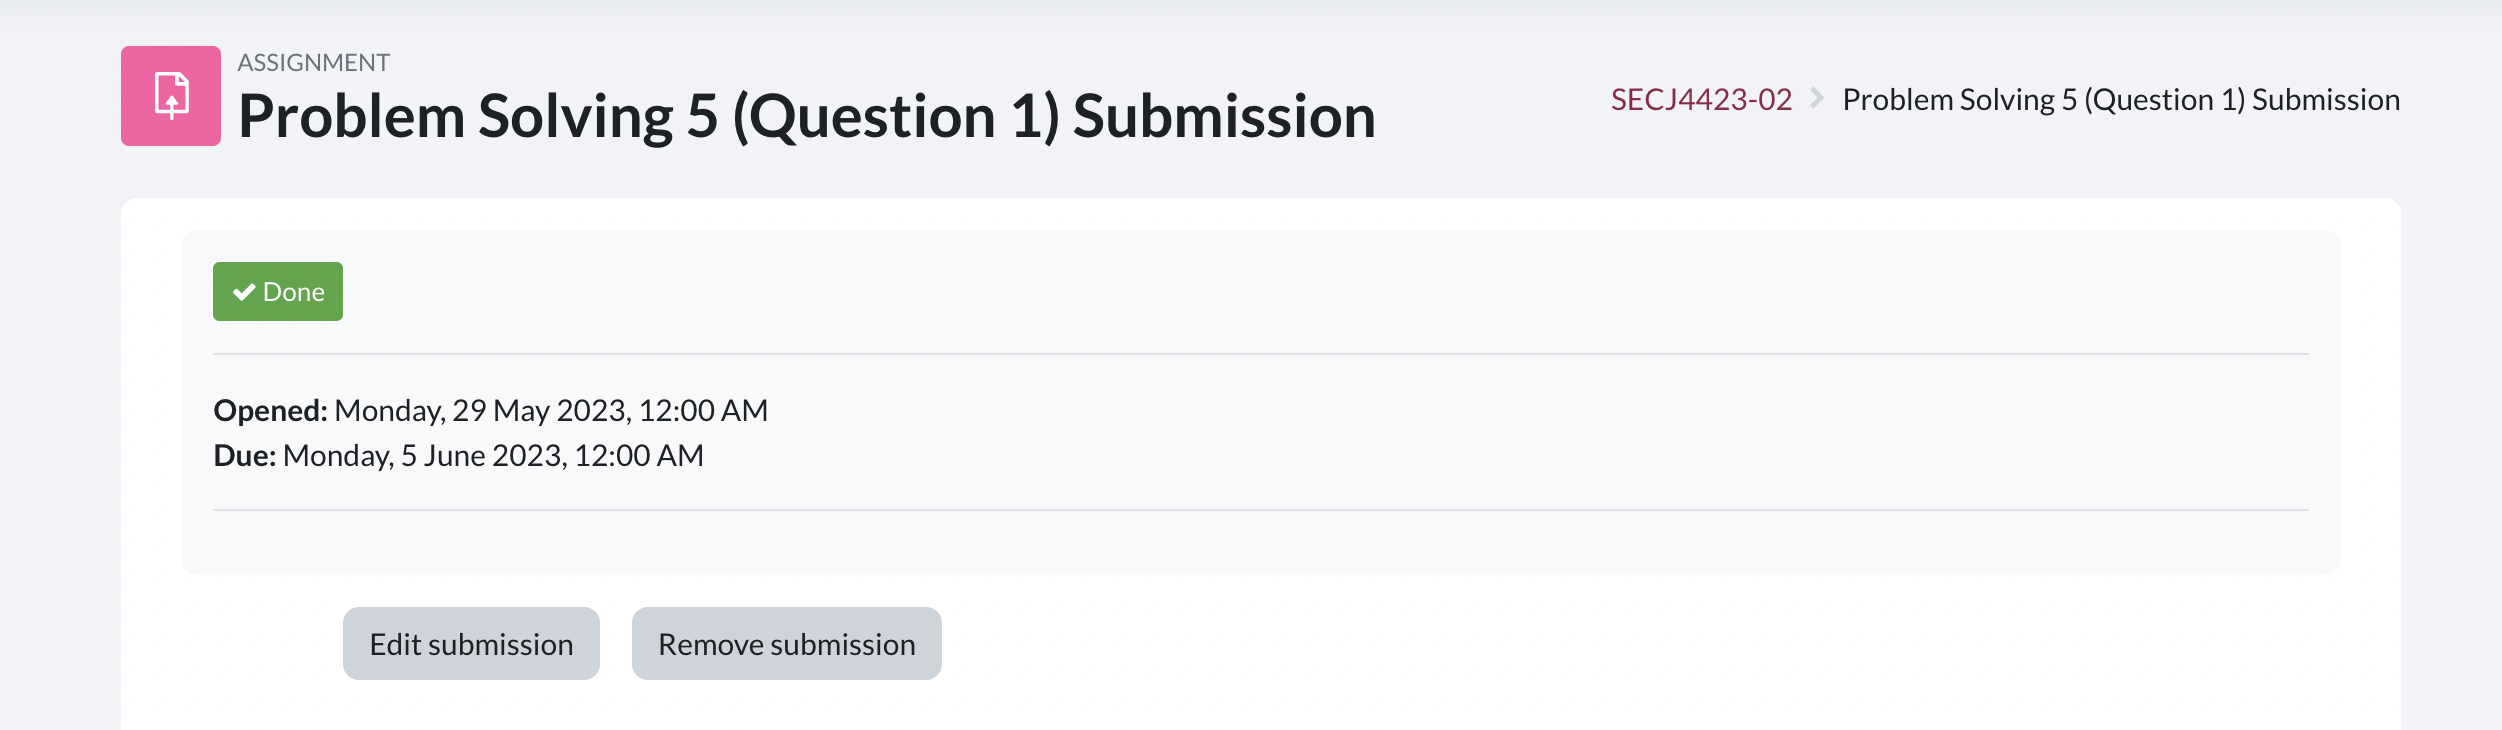 ASSIGNMENT
Problem Solving 5 (Question 1) Submission
SECJ4423-02 Problem Solving 5 (Question 1) Submission
Done
Opened: Monday, 29 May 2023, 12:00 AM
Due: Monday, 5 June 2023, 12:00 AM
Edit submission Remove submission